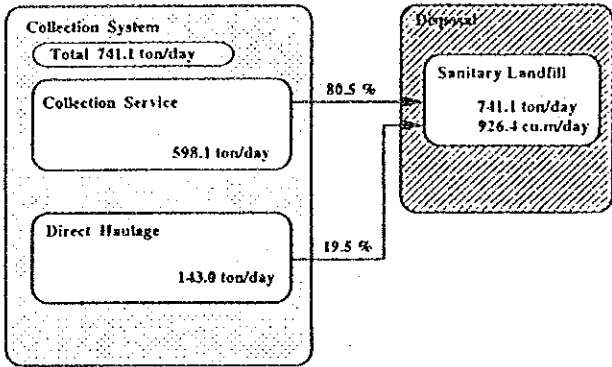 Collection System
Total 741.1 ton/day
Collection Service
598.1 ton/day
Direct Haulage
143.0 ton/day
80.5 %
19.5 %
Disposal
Sanitary Landfill
741.1 ton/day
926.4 cu.m/day